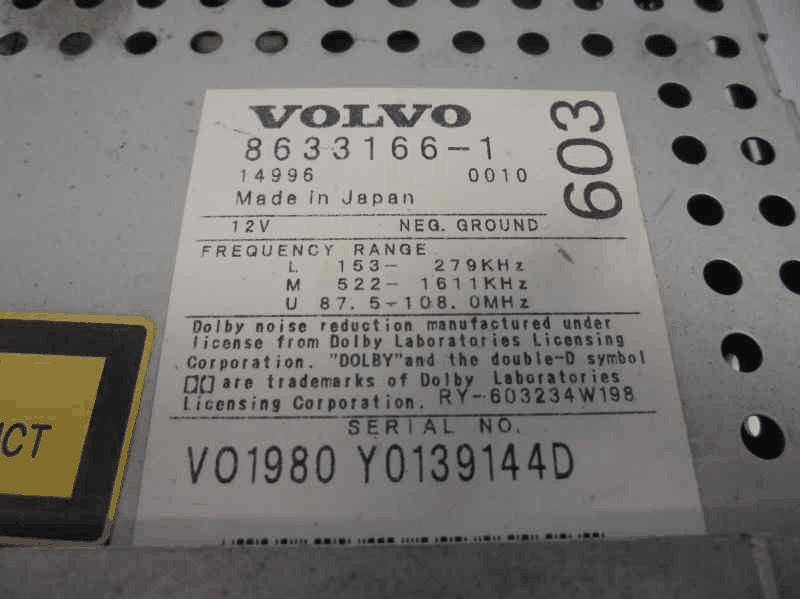 VOLVO
8633166-1
14996 0010
Made in Japan
603
12V NEG. GROUND
FREQUENCY RANGE
L 153- 279KHz
M 522- 1611KHz
U 87.5-108.0MHz
Dolby noise reduction manufactured under
license from Dolby Laboratories Licensing
Corporation. "DOLBY"and the double-D symbol
are trademarks of Dolby Laboratories
Licensing Corporation. RY-603234W198
SERIAL NO.
VO1980 Y0139144D